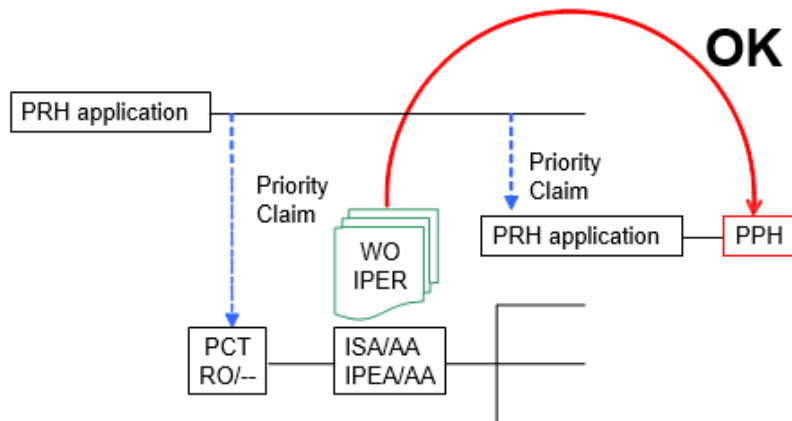 OK
PRH application
Priority
Claim
Priority
Claim
PRH application
PPH
WO
IPER
PCT
RO/--
ISA/AA
IPEA/AA